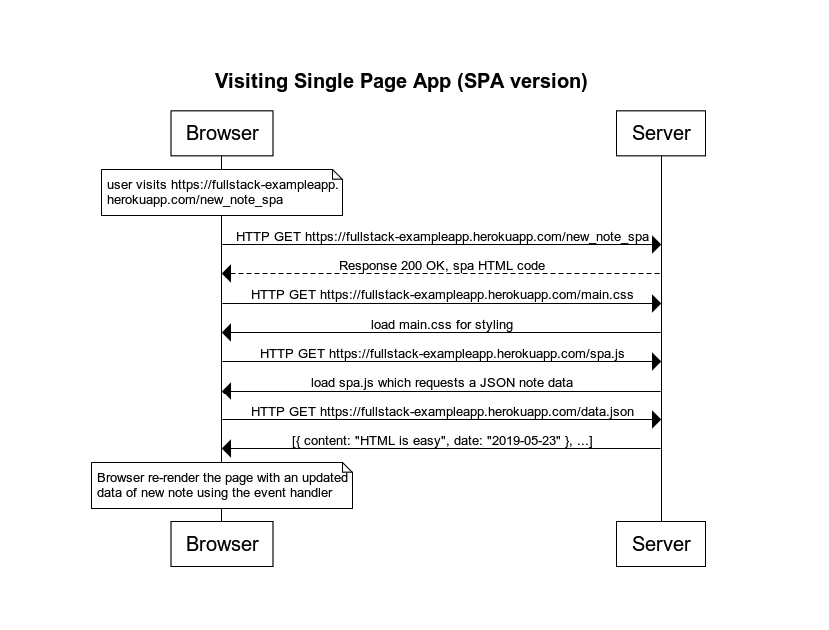 Visiting Single Page App (SPA version)
Browser
Server
user visits https://fullstack-exampleapp.
herokuapp.com/new_note_spa
HTTP GET https://fullstack-exampleapp.herokuapp.com/new_note_spa
Response 200 OK, spa HTML code
HTTP GET https://fullstack-exampleapp.herokuapp.com/main.css
load main.css for styling
HTTP GET https://fullstack-exampleapp.herokuapp.com/spa.js
load spa.js which requests a JSON note data
HTTP GET https://fullstack-exampleapp.herokuapp.com/data.json
[{ content: "HTML is easy", date: "2019-05-23" }, ...]
Browser re-render the page with an updated
data of new note using the event handler
Browser
Server